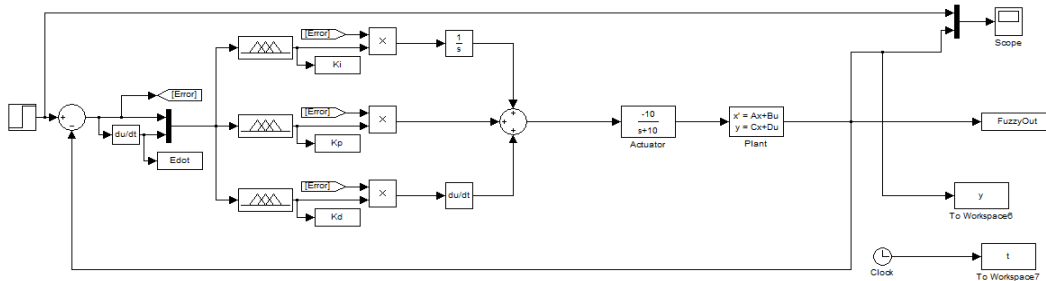 [Error]
Ki
1
s
Scope
[Error]
+
−
du/dt
Edot
[Error]
Kp
+
+
+
-10
s+10
Actuator
x' = Ax+Bu
y = Cx+Du
Plant
FuzzyOut
[Error]
Kd
du/dt
y
To Workspace6
Clock
t
To Workspace7